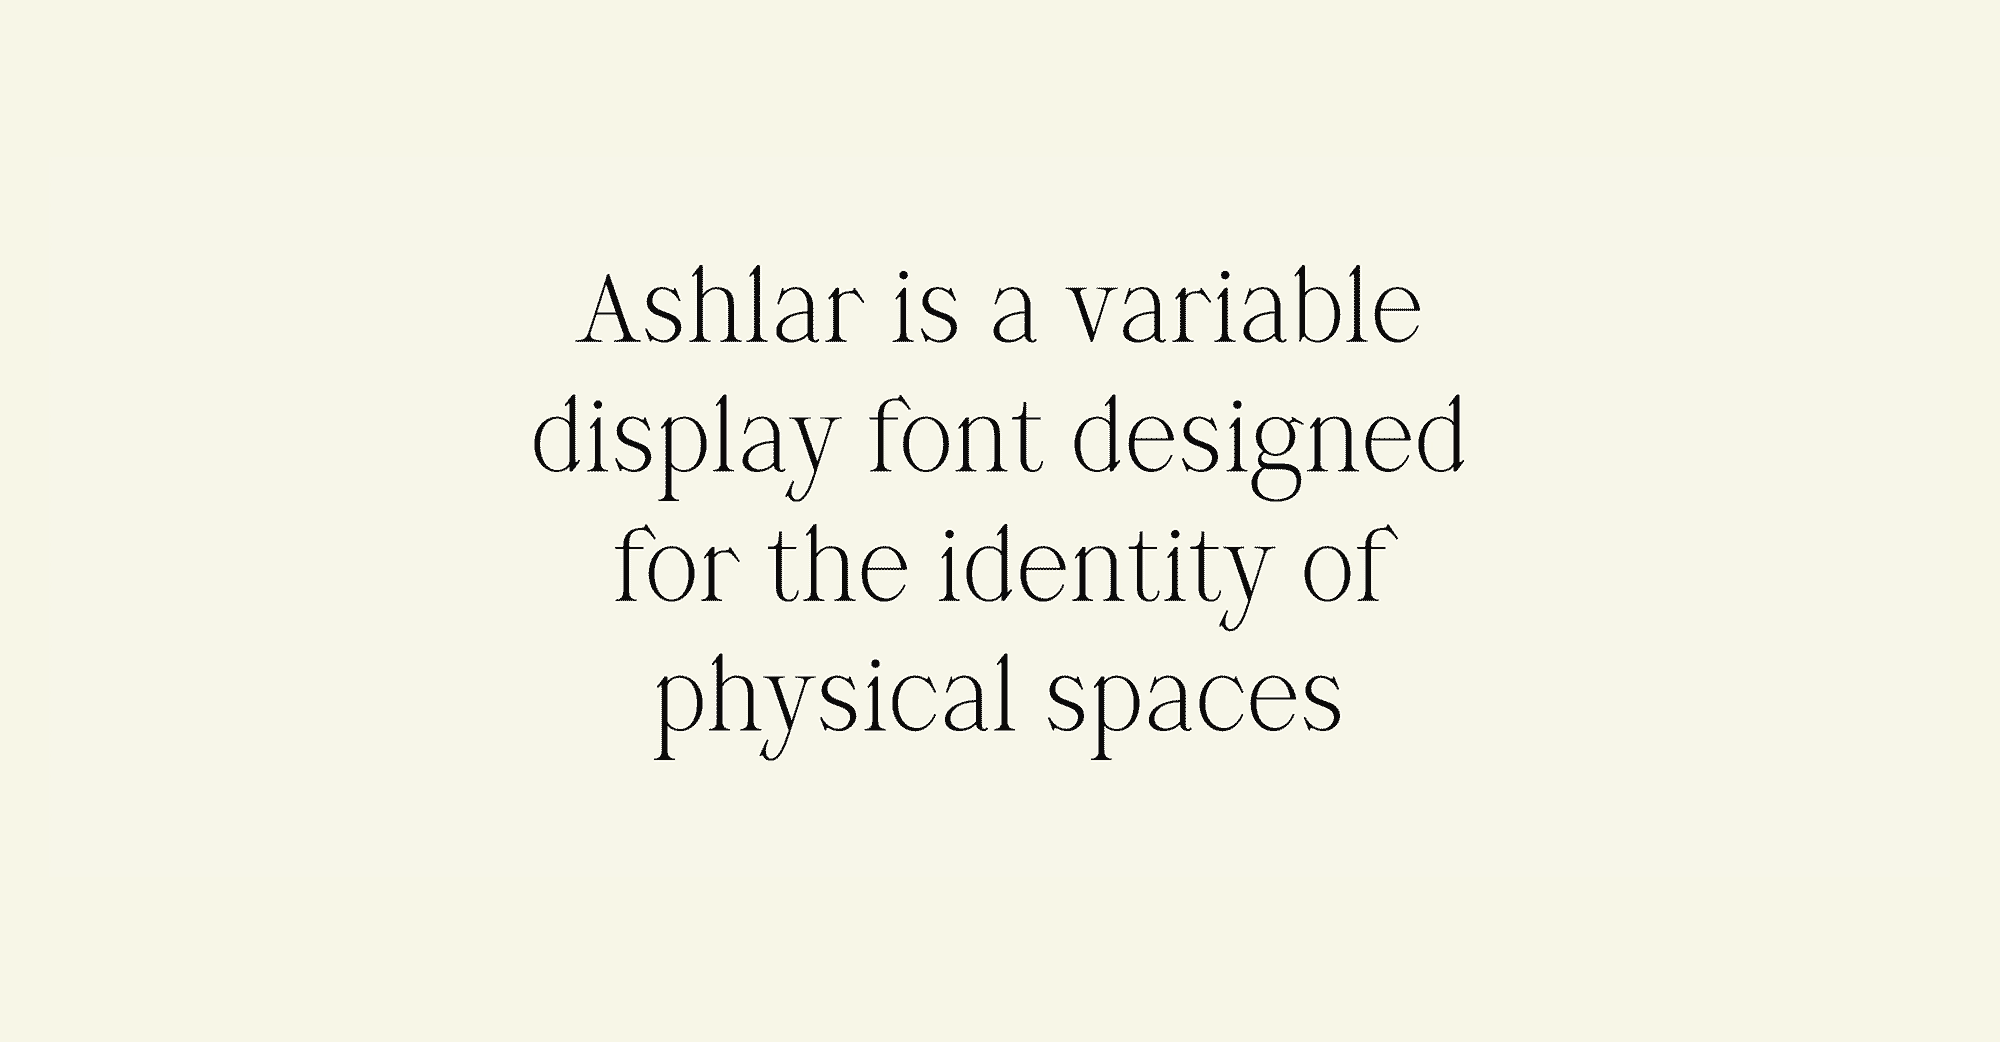 Ashlar is a variable
display font designed
for the identity of
physical spaces